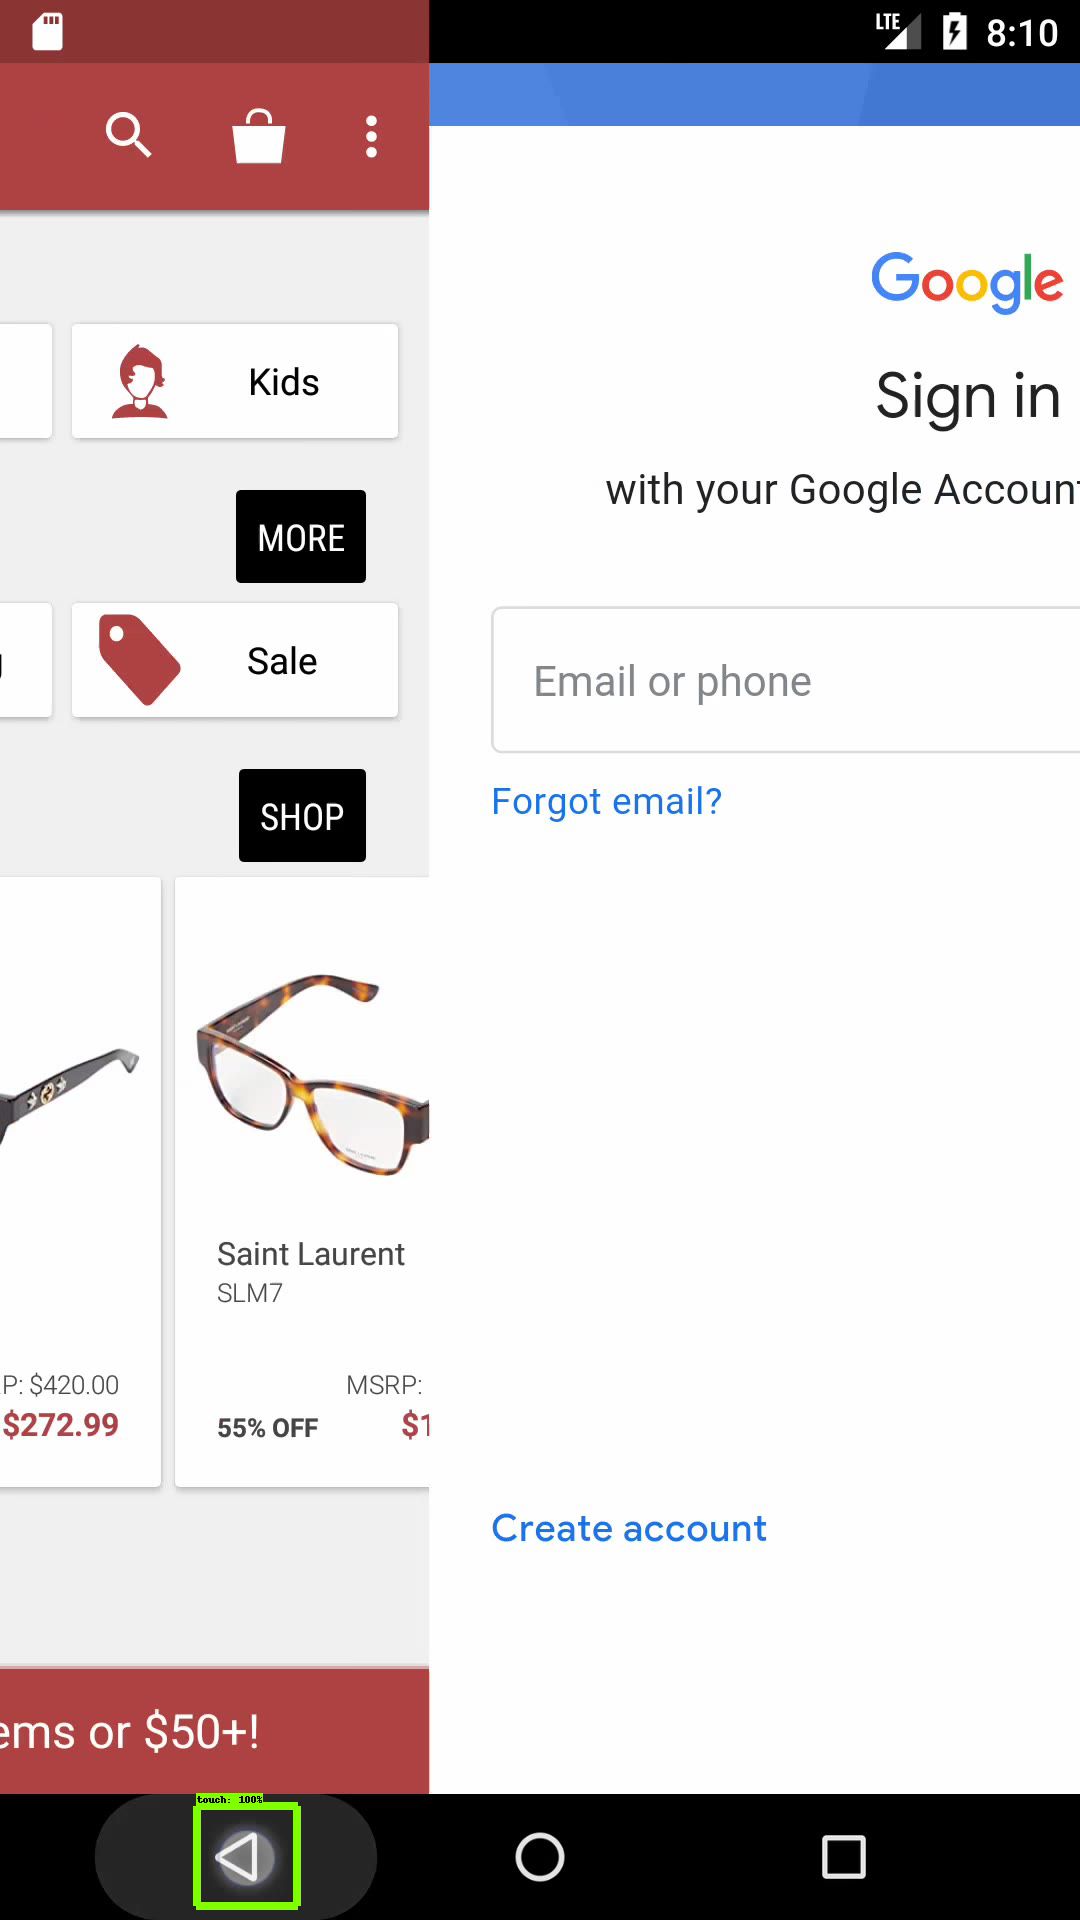 LTE 8:10
Google
Sign in
with your Google Account
Email or phone
Forgot email?
Create account
Kids
MORE
Sale
SHOP
Saint Laurent
SLM7
P: $420.00
$272.99
MSRP:
55% OFF
$1
ems or $50+!
touch: 100%